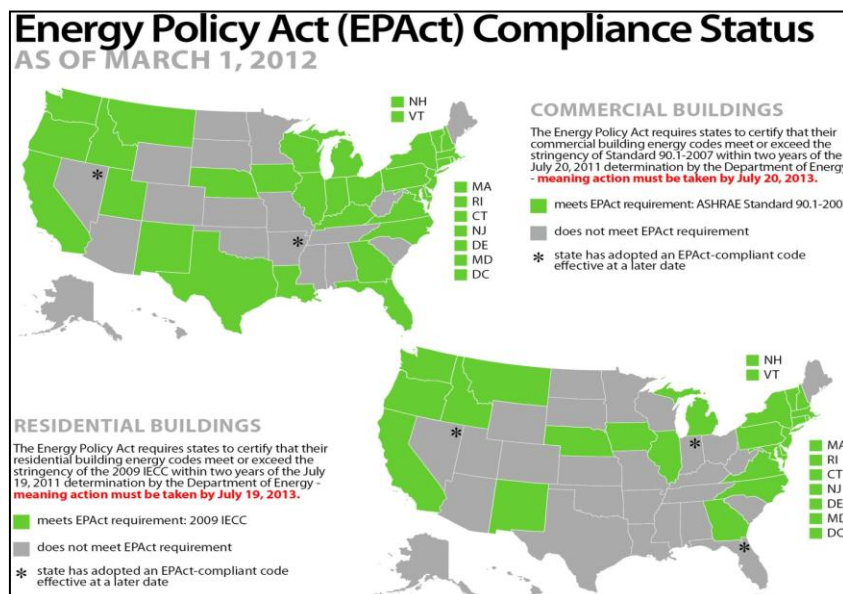 Energy Policy Act (EPAct) Compliance Status
AS OF MARCH 1, 2012
NH
VT
MA
RI
CT
NJ
DE
MD
DC
*
*
COMMERCIAL BUILDINGS
The Energy Policy Act requires states to certify that their
commercial building energy codes meet or exceed the
stringency of Standard 90.1-2007 within two years of the
July 20, 2011 determination by the Department of Energy
- meaning action must be taken by July 20, 2013.
meets EPAct requirement: ASHRAE Standard 90.1-200
does not meet EPAct requirement
* state has adopted an EPAct-compliant code
effective at a later date
RESIDENTIAL BUILDINGS
The Energy Policy Act requires states to certify that their
residential building energy codes meet or exceed the
stringency of the 2009 IECC within two years of the July
19, 2011 determination by the Department of Energy -
meaning action must be taken by July 19, 2013.
meets EPAct requirement: 2009 IECC
does not meet EPAct requirement
* state has adopted an EPAct-compliant code
effective at a later date
NH
VT
*
*
*
MA
RI
CT
NJ
DE
MD
DC